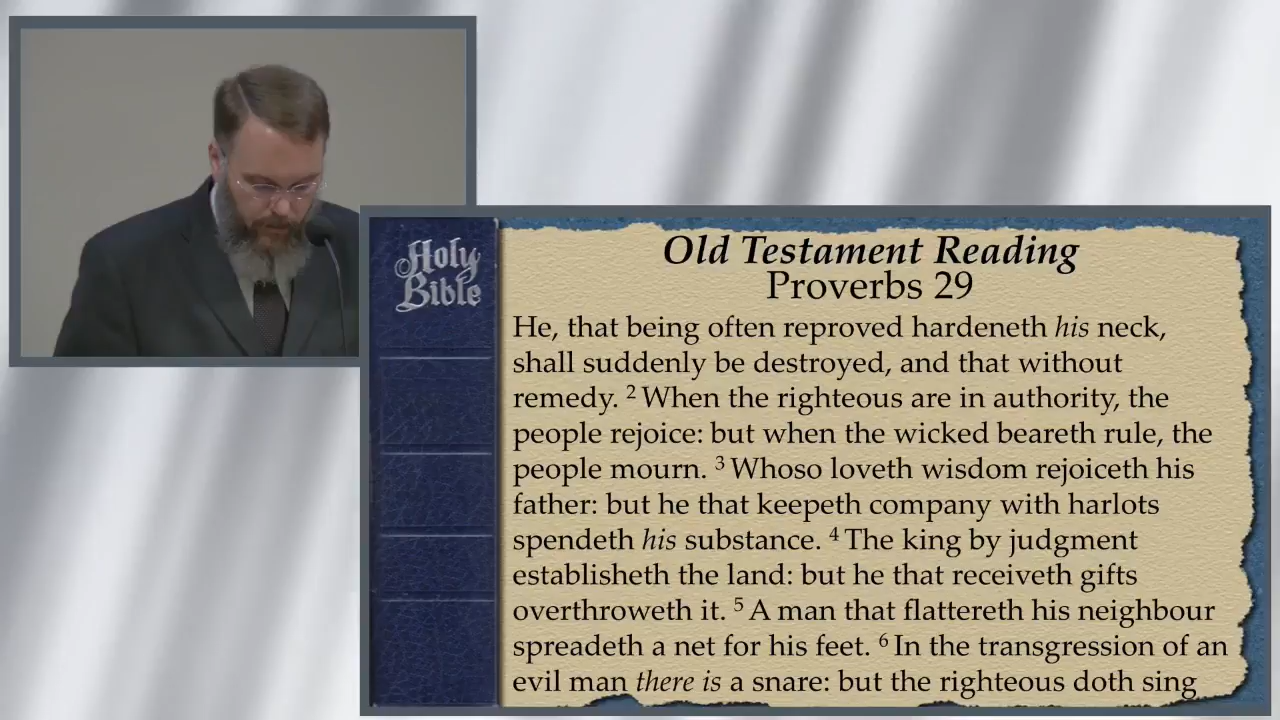 Holy
Bible
Old Testament Reading
Proverbs 29
He, that being often reproved hardeneth his neck,
shall suddenly be destroyed, and that without
remedy. 2 When the righteous are in authority, the
people rejoice: but when the wicked beareth rule, the
people mourn. 3 Whoso loveth wisdom rejoiceth his
father: but he that keepeth company with harlots
spendeth his substance. 4 The king by judgment
establisheth the land: but he that receiveth gifts
overthroweth it. 5 A man that flattereth his neighbour
spreadeth a net for his feet. 6 In the transgression of an
evil man there is a snare: but the righteous doth sing